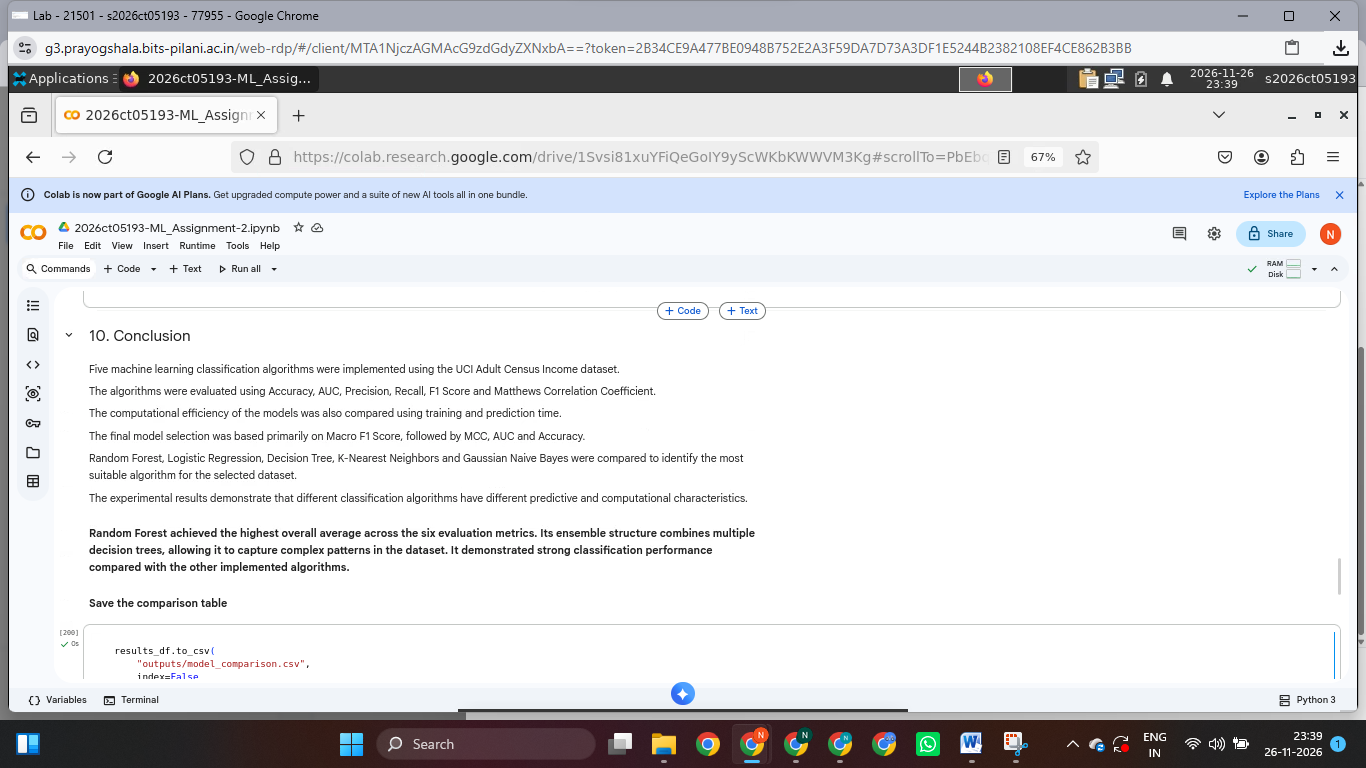 Lab - 21501 - s2026ct05193 - 77955 - Google Chrome
g3.prayogshala.bits-pilani.ac.in/web-rdp/#/client/MTA1NjczAGMAcG9zdGdyZXNxbA==?token=2B34CE9A477BE0948B752E2A3F59DA7D73A3DF1E5244B2382108EF4CE862B3BB
Applications
2026ct05193-ML_Assig...
2026-11-26
23:39
s2026ct05193
2026ct05193-ML_Assign
https://colab.research.google.com/drive/1Svsi81xuYFiQeGoIY9yScWKbKWWVM3Kg#scrollTo=PbEbq
67%
Colab is now part of Google AI Plans. Get upgraded compute power and a suite of new AI tools all in one bundle.
Explore the Plans
2026ct05193-ML_Assignment-2.ipynb
File Edit View Insert Runtime Tools Help
Share
N
Commands + Code + Text Run all
RAM
Disk
+ Code + Text
10. Conclusion
Five machine learning classification algorithms were implemented using the UCI Adult Census Income dataset.
The algorithms were evaluated using Accuracy, AUC, Precision, Recall, F1 Score and Matthews Correlation Coefficient.
The computational efficiency of the models was also compared using training and prediction time.
The final model selection was based primarily on Macro F1 Score, followed by MCC, AUC and Accuracy.
Random Forest, Logistic Regression, Decision Tree, K-Nearest Neighbors and Gaussian Naive Bayes were compared to identify the most
suitable algorithm for the selected dataset.
The experimental results demonstrate that different classification algorithms have different predictive and computational characteristics.
Random Forest achieved the highest overall average across the six evaluation metrics. Its ensemble structure combines multiple
decision trees, allowing it to capture complex patterns in the dataset. It demonstrated strong classification performance
compared with the other implemented algorithms.
Save the comparison table
[200]
0s
results_df.to_csv(
"outputs/model_comparison.csv",
index=False
Variables Terminal
Python 3
Search
ENG
IN
23:39
26-11-2026
1